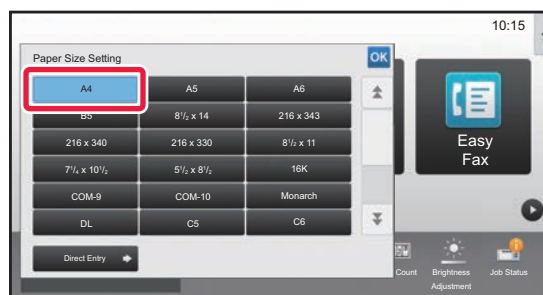 10:15
Paper Size Setting
OK
A4 A5 A6
B5 8¹/₂ x 14 216 x 343
216 x 340 216 x 330 8¹/₂ x 11
7¹/₄ x 10¹/₂ 5¹/₂ x 8¹/₂ 16K
COM-9 COM-10 Monarch
DL C5 C6
Direct Entry
Easy
Fax
Count
Brightness
Adjustment
Job Status